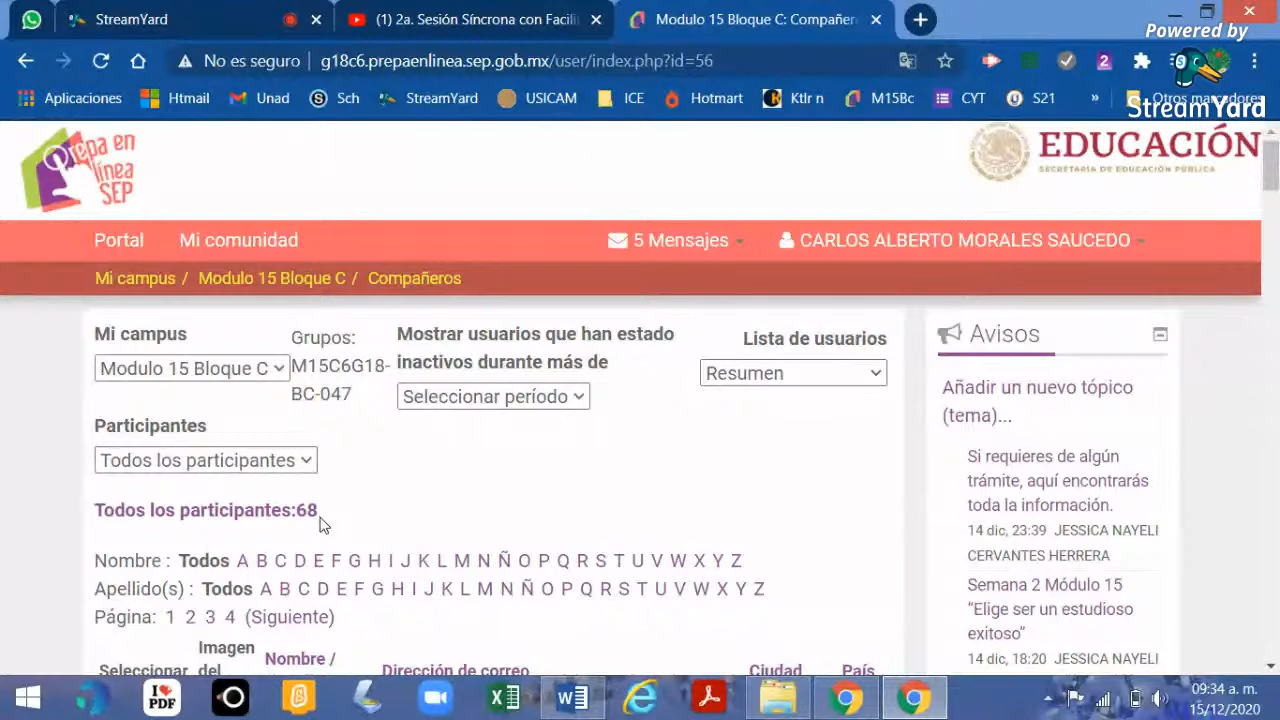 StreamYard
(1) 2a. Sesión Síncrona con Facili
Modulo 15 Bloque C: Compañer
Powered by
No es seguro g18c6.prepaenlinea.sep.gob.mx/user/index.php?id=56
StreamYard
Aplicaciones Htmail Unad Sch StreamYard USICAM ICE Hotmart Ktlr n M15Bc CYT S21 » Otros marcadores
Prepa en línea SEP
EDUCACIÓN
SECRETARÍA DE EDUCACIÓN PÚBLICA
Portal Mi comunidad 5 Mensajes CARLOS ALBERTO MORALES SAUCEDO
Mi campus / Modulo 15 Bloque C / Compañeros
Mi campus
Modulo 15 Bloque C
Grupos:
M15C6G18-
BC-047
Mostrar usuarios que han estado
inactivos durante más de
Seleccionar período
Lista de usuarios
Resumen
Participantes
Todos los participantes
Todos los participantes:68
Nombre : Todos A B C D E F G H I J K L M N Ñ O P Q R S T U V W X Y Z
Apellido(s) : Todos A B C D E F G H I J K L M N Ñ O P Q R S T U V W X Y Z
Página: 1 2 3 4 (Siguiente)
Seleccionar
Imagen
del
Nombre /
Dirección de correo
Ciudad
País
Avisos
Añadir un nuevo tópico
(tema)...
Si requieres de algún
trámite, aquí encontrarás
toda la información.
14 dic, 23:39 JESSICA NAYELI
CERVANTES HERRERA
Semana 2 Módulo 15
“Elige ser un estudioso
exitoso”
14 dic, 18:20 JESSICA NAYELI
I PDF
09:34 a. m.
15/12/2020